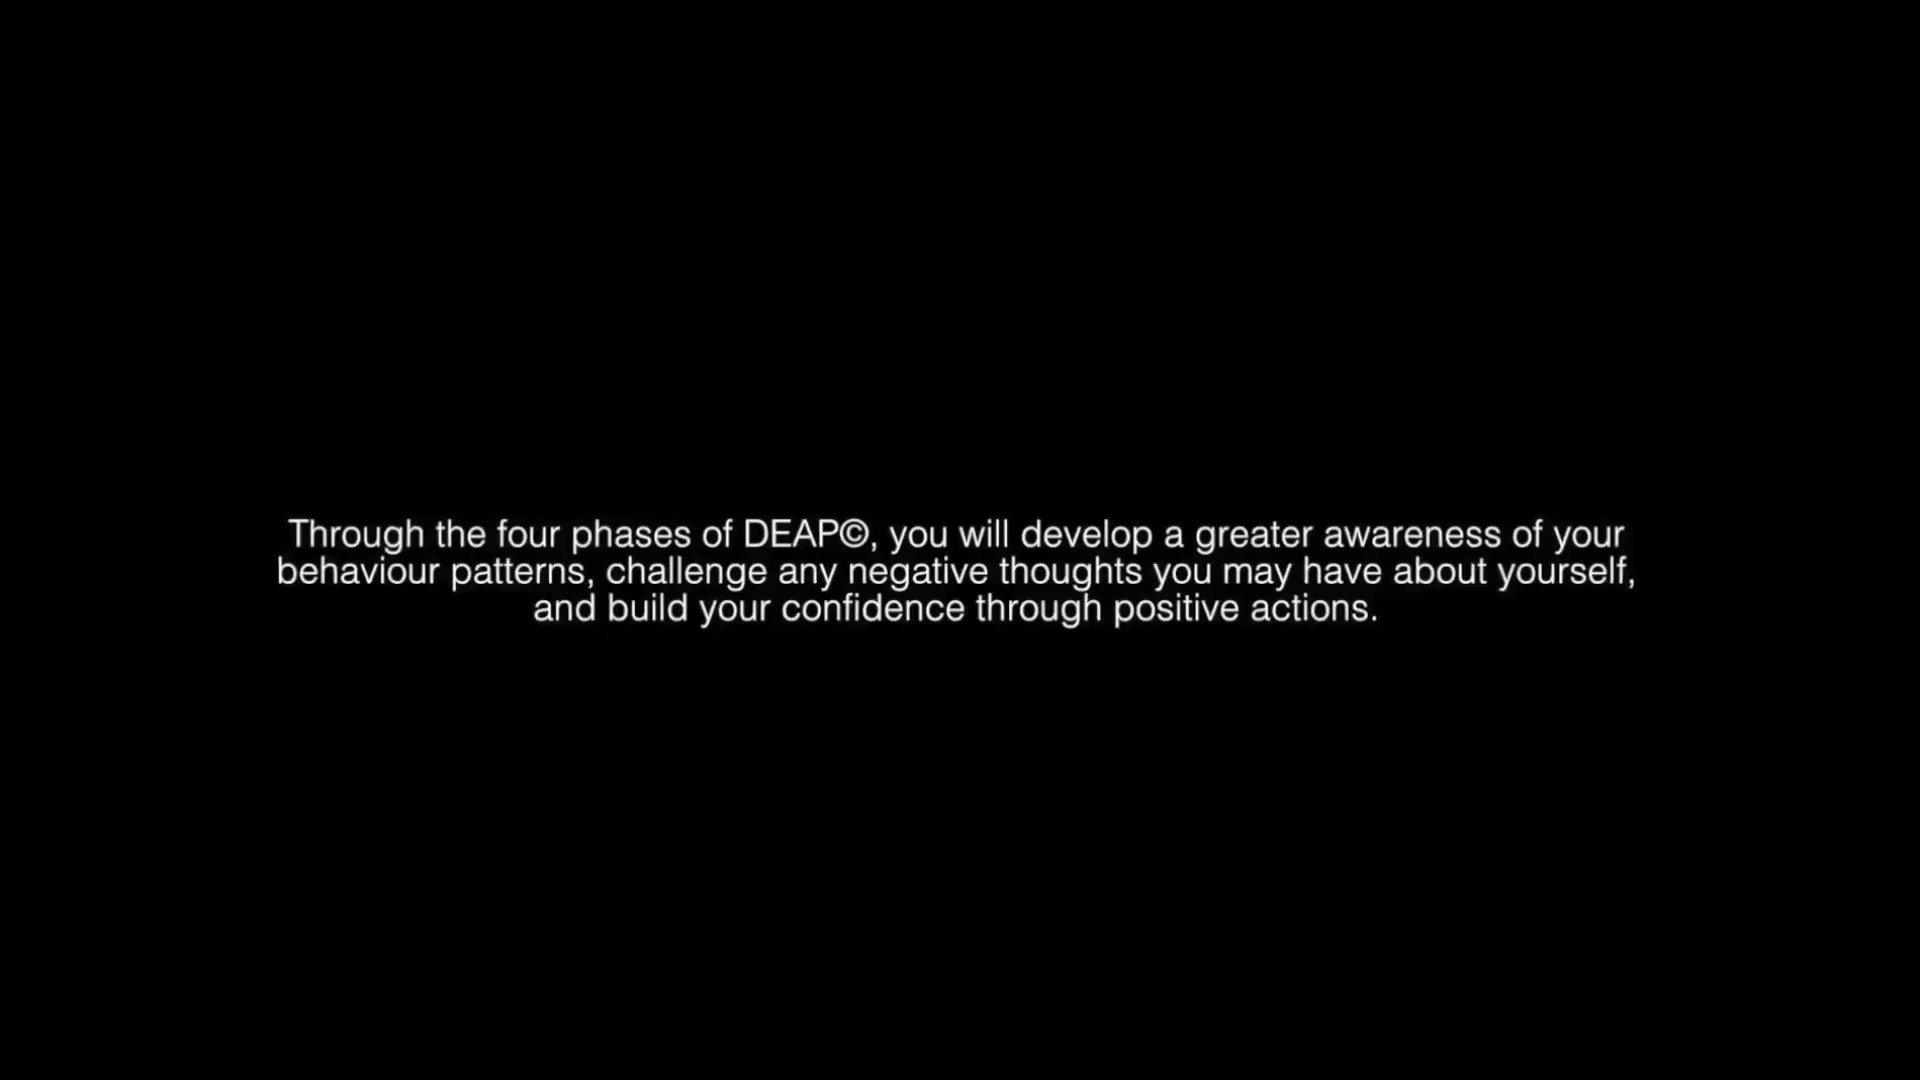 Through the four phases of DEAP©, you will develop a greater awareness of your
behaviour patterns, challenge any negative thoughts you may have about yourself,
and build your confidence through positive actions.